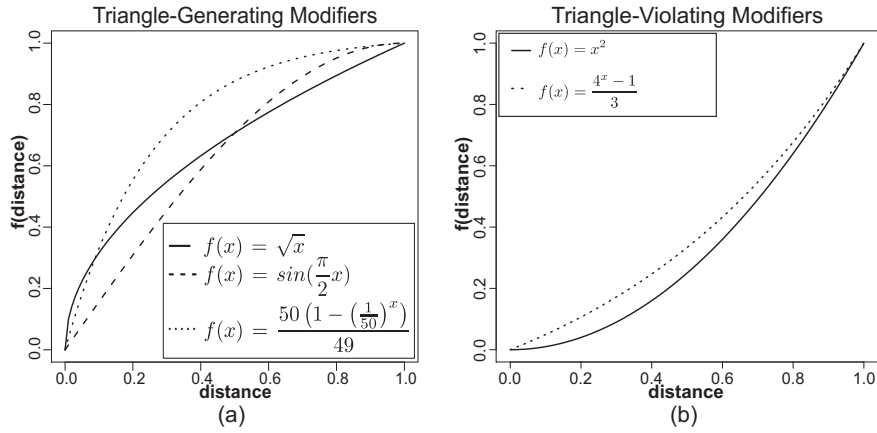 Triangle-Generating Modifiers
f(distance)
0.0 0.2 0.4 0.6 0.8 1.0
f(x) = √x
f(x) = sin(π/2 x)
f(x) = 50 (1 − (1/50)^x) / 49
0.0 0.2 0.4 0.6 0.8 1.0
distance
(a)
Triangle-Violating Modifiers
f(distance)
0.0 0.2 0.4 0.6 0.8 1.0
f(x) = x²
f(x) = (4^x − 1) / 3
0.0 0.2 0.4 0.6 0.8 1.0
distance
(b)